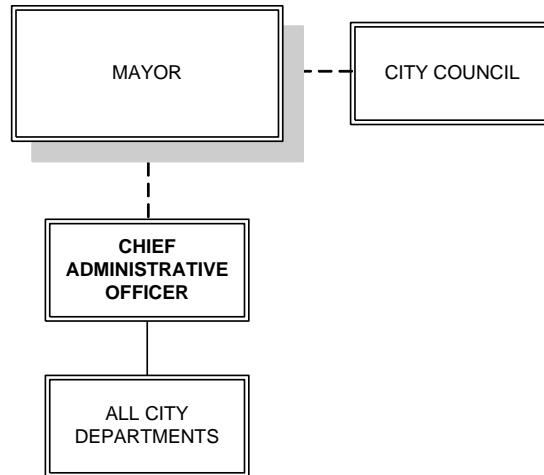 MAYOR
CITY COUNCIL
CHIEF
ADMINISTRATIVE
OFFICER
ALL CITY
DEPARTMENTS